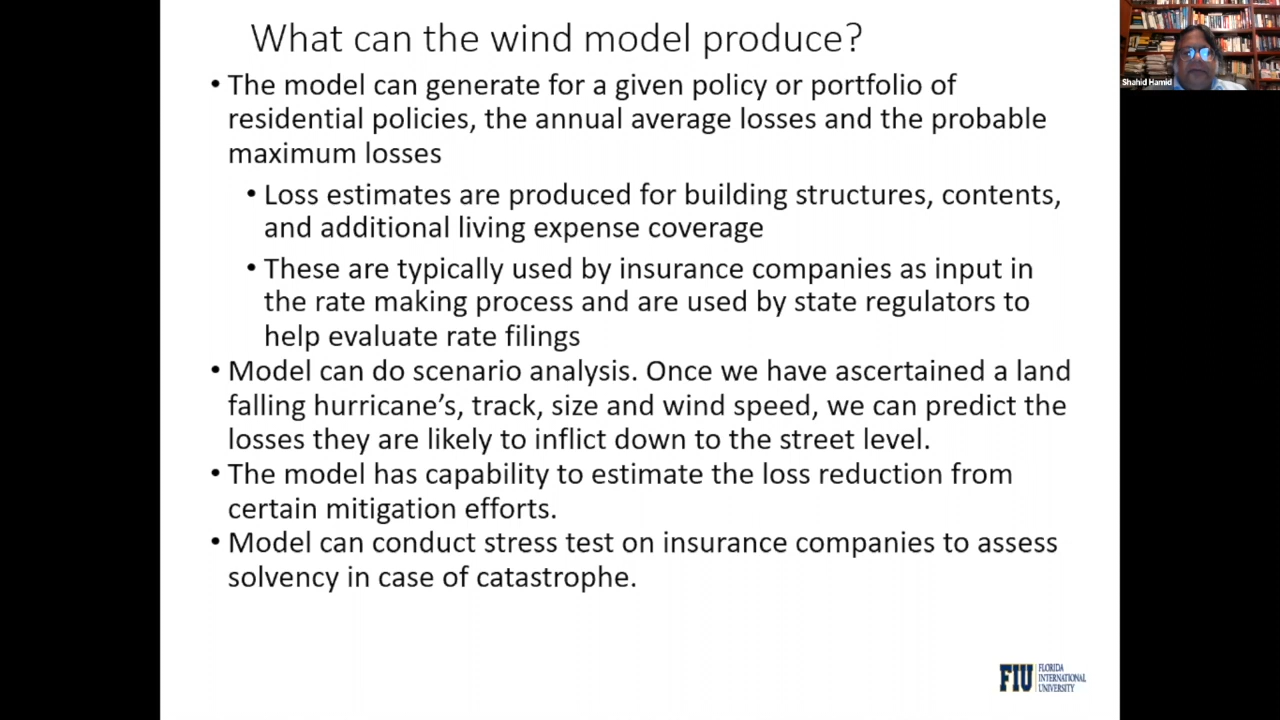 What can the wind model produce?
• The model can generate for a given policy or portfolio of
residential policies, the annual average losses and the probable
maximum losses
• Loss estimates are produced for building structures, contents,
and additional living expense coverage
• These are typically used by insurance companies as input in
the rate making process and are used by state regulators to
help evaluate rate filings
• Model can do scenario analysis. Once we have ascertained a land
falling hurricane’s, track, size and wind speed, we can predict the
losses they are likely to inflict down to the street level.
• The model has capability to estimate the loss reduction from
certain mitigation efforts.
• Model can conduct stress test on insurance companies to assess
solvency in case of catastrophe.
Shahid Hamid
FIU
FLORIDA
INTERNATIONAL
UNIVERSITY